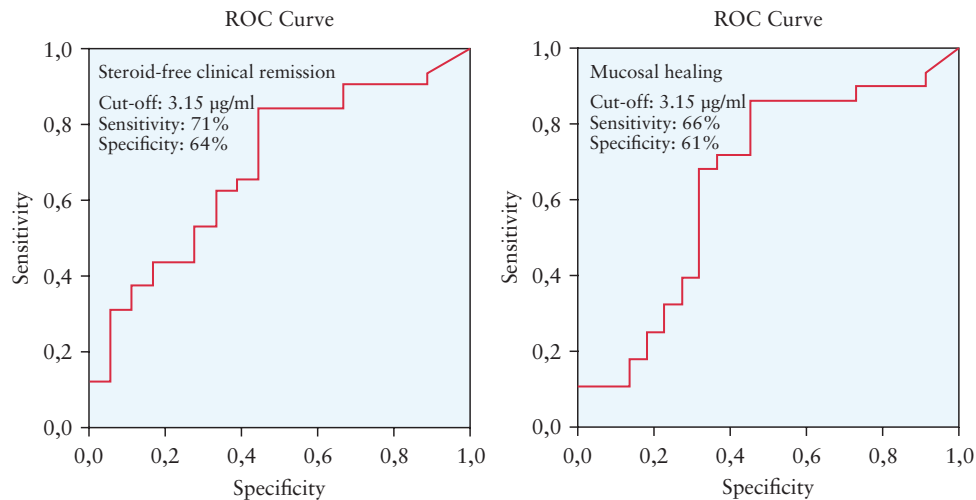 ROC Curve
1,0
Steroid-free clinical remission
Cut-off: 3.15 µg/ml
Sensitivity: 71%
Specificity: 64%
0,8
0,6
0,4
0,2
0,0
Sensitivity
0,0 0,2 0,4 0,6 0,8 1,0
Specificity
ROC Curve
1,0
Mucosal healing
Cut-off: 3.15 µg/ml
Sensitivity: 66%
Specificity: 61%
0,8
0,6
0,4
0,2
0,0
Sensitivity
0,0 0,2 0,4 0,6 0,8 1,0
Specificity